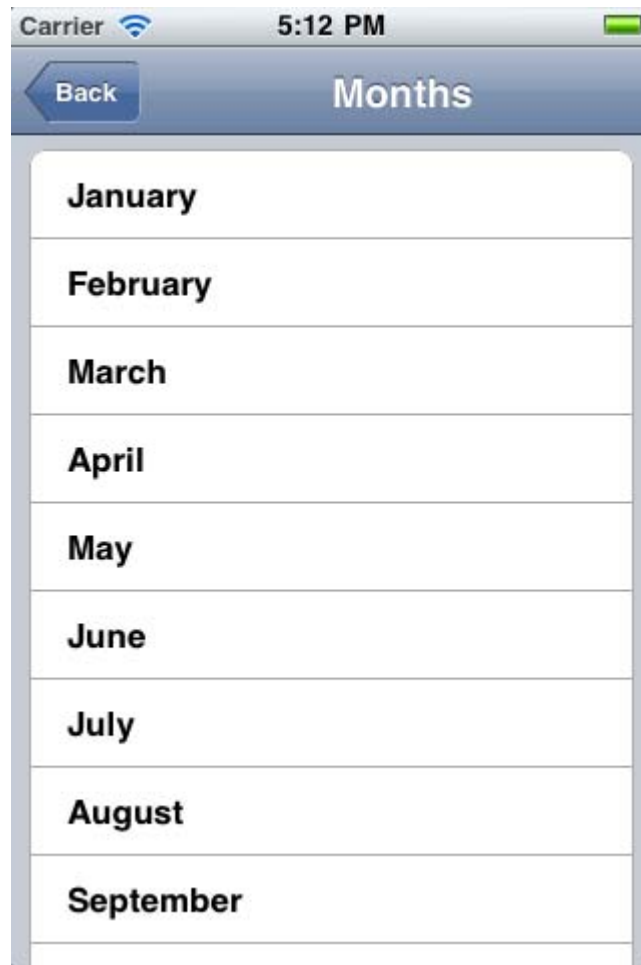 Carrier 5:12 PM
Back Months
January
February
March
April
May
June
July
August
September